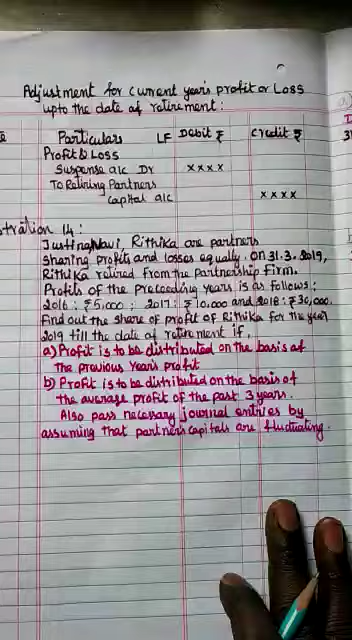 Adjustment for current years profit or Loss
upto the date of retirement:
Particulars LF Debit ₹ Credit ₹
Profit & Loss
Suspense a/c Dr xxxx
To Retiring Partners
Capital a/c xxxx
stration 14:
Rithika are partners
sharing profit and losses equally. on 31.3.2019,
Rithika retired from the partnership firm.
Profits of the preceeding years is as follows:
2016: ₹5,000; 2017: ₹10,000 and 2018: ₹30,000.
Find out the share of profit of Rithika for the year
2019 till the date of retirement if,
a) Profit is to be distributed on the basis of
the previous years profit
b) Profit is to be distributed on the basis of
the average profit of the past 3 years.
Also pass necessary journal entries by
assuming that partners capitals are fluctuating.